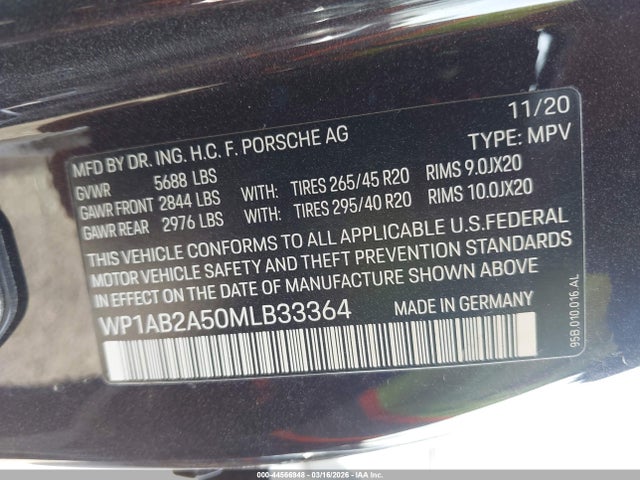 11/20
MFD BY DR. ING. H.C. F. PORSCHE AG TYPE: MPV
GVWR 5688 LBS
GAWR FRONT 2844 LBS WITH: TIRES 265/45 R20 RIMS 9.0JX20
GAWR REAR 2976 LBS WITH: TIRES 295/40 R20 RIMS 10.0JX20
THIS VEHICLE CONFORMS TO ALL APPLICABLE U.S.FEDERAL
MOTOR VEHICLE SAFETY AND THEFT PREVENTION STANDARDS
IN EFFECT ON THE DATE OF MANUFACTURE SHOWN ABOVE
WP1AB2A50MLB33364 MADE IN GERMANY
95B.010.016.AL
000-44566848 - 03/16/2026 - IAAI.COM